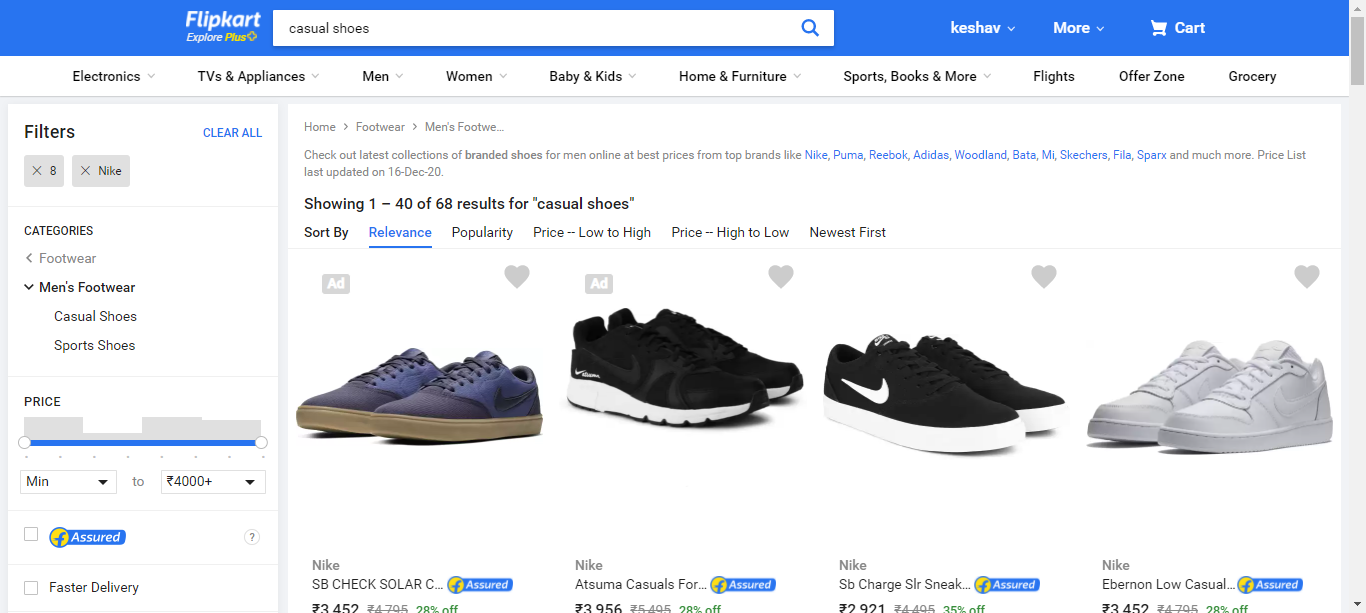 Flipkart
Explore Plus
casual shoes
keshav
More
Cart
Electronics
TVs & Appliances
Men
Women
Baby & Kids
Home & Furniture
Sports, Books & More
Flights
Offer Zone
Grocery
Filters
CLEAR ALL
✕ 8
✕ Nike
CATEGORIES
Footwear
Men's Footwear
Casual Shoes
Sports Shoes
PRICE
Min
to
₹4000+
f Assured
?
Faster Delivery
Home > Footwear > Men's Footwe...
Check out latest collections of branded shoes for men online at best prices from top brands like Nike, Puma, Reebok, Adidas, Woodland, Bata, Mi, Skechers, Fila, Sparx and much more. Price List
last updated on 16-Dec-20.
Showing 1 – 40 of 68 results for "casual shoes"
Sort By Relevance Popularity Price -- Low to High Price -- High to Low Newest First
Ad
Nike
SB CHECK SOLAR C... f Assured
₹3,452 ₹4,795 28% off
Ad
Atsuma
Nike
Atsuma Casuals For... f Assured
₹3,956 ₹5,495 28% off
Nike
Sb Charge Slr Sneak... f Assured
₹2,921 ₹4,495 35% off
Nike
Ebernon Low Casual... f Assured
₹3,452 ₹4,795 28% off